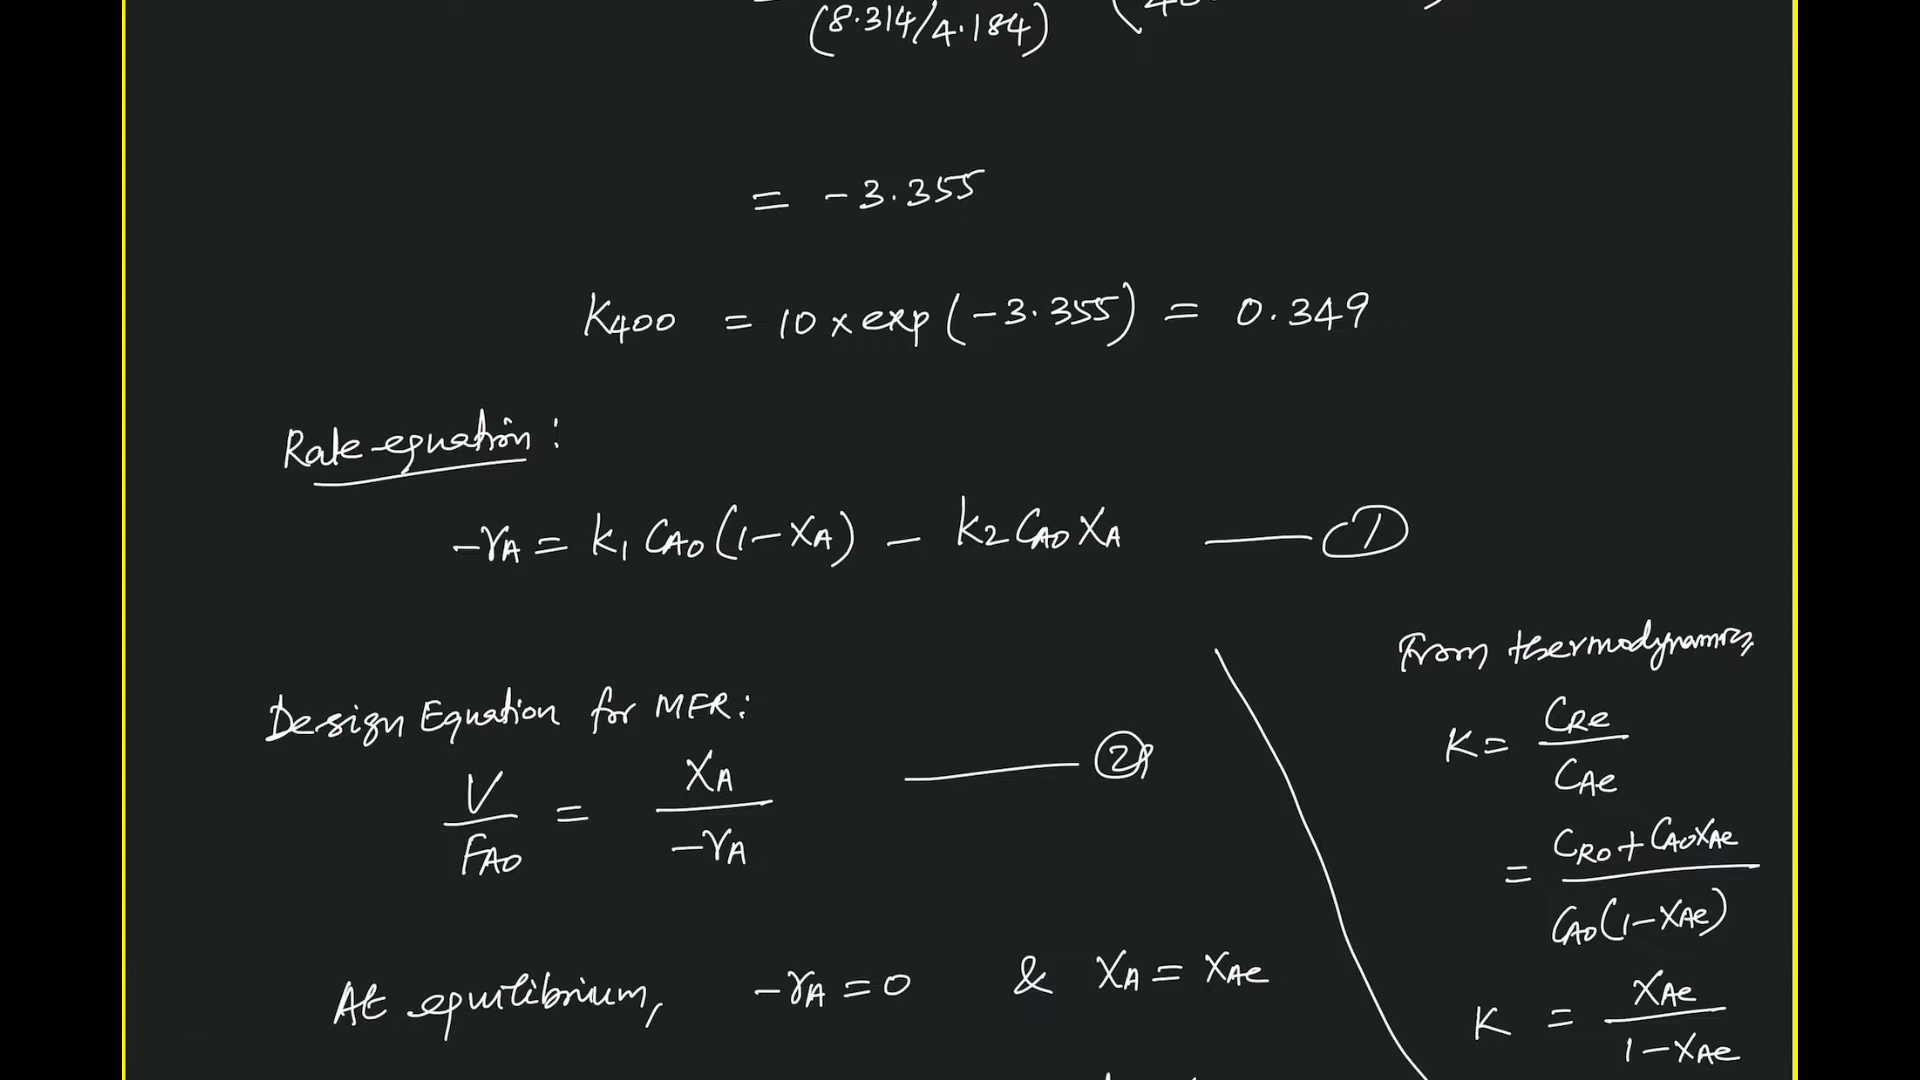 (8.314/4.184)
= -3.355
K400 = 10 x exp(-3.355) = 0.349
Rate equation:
-rA = k1 CA0 (1-XA) - k2 CA0 XA —— 1
Design Equation for MFR:
V/FA0 = XA/-rA —— 2
At equilibrium, -rA = 0 & XA = XAe
From thermodynamics,
K = CRe/CAe
= CR0 + CA0XAe / CA0(1-XAe)
K = XAe / 1-XAe